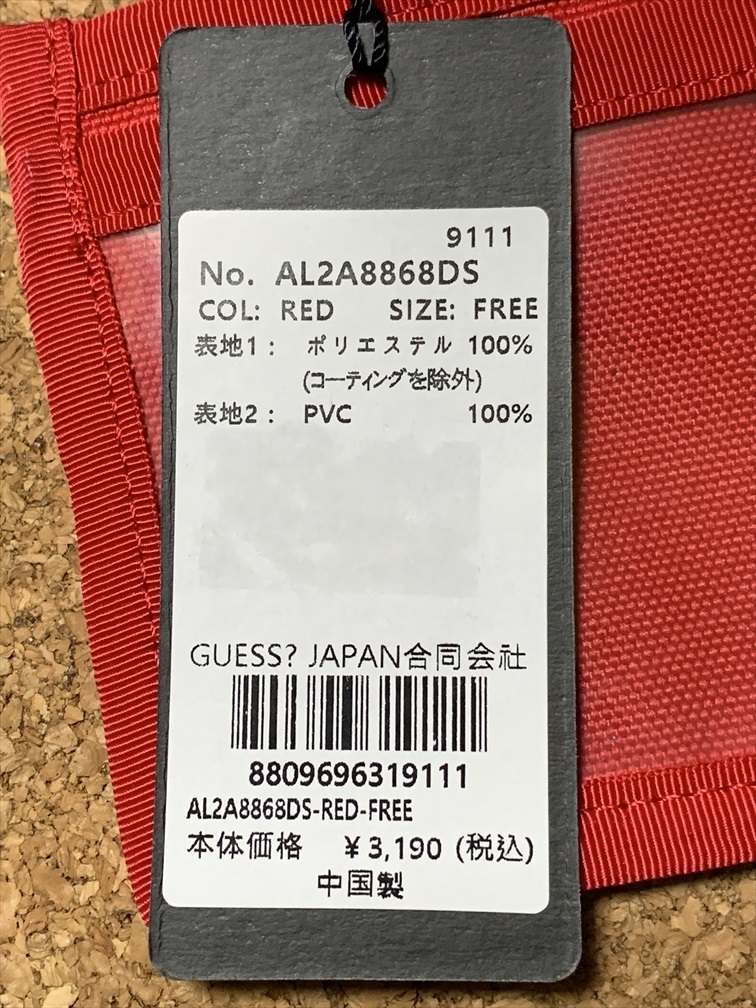 9111
No. AL2A8868DS
COL: RED SIZE: FREE
表地1： ポリエステル 100%
(コーティングを除外)
表地2： PVC 100%
GUESS? JAPAN合同会社
8809696319111
AL2A8868DS-RED-FREE
本体価格 ￥3,190 (税込)
中国製